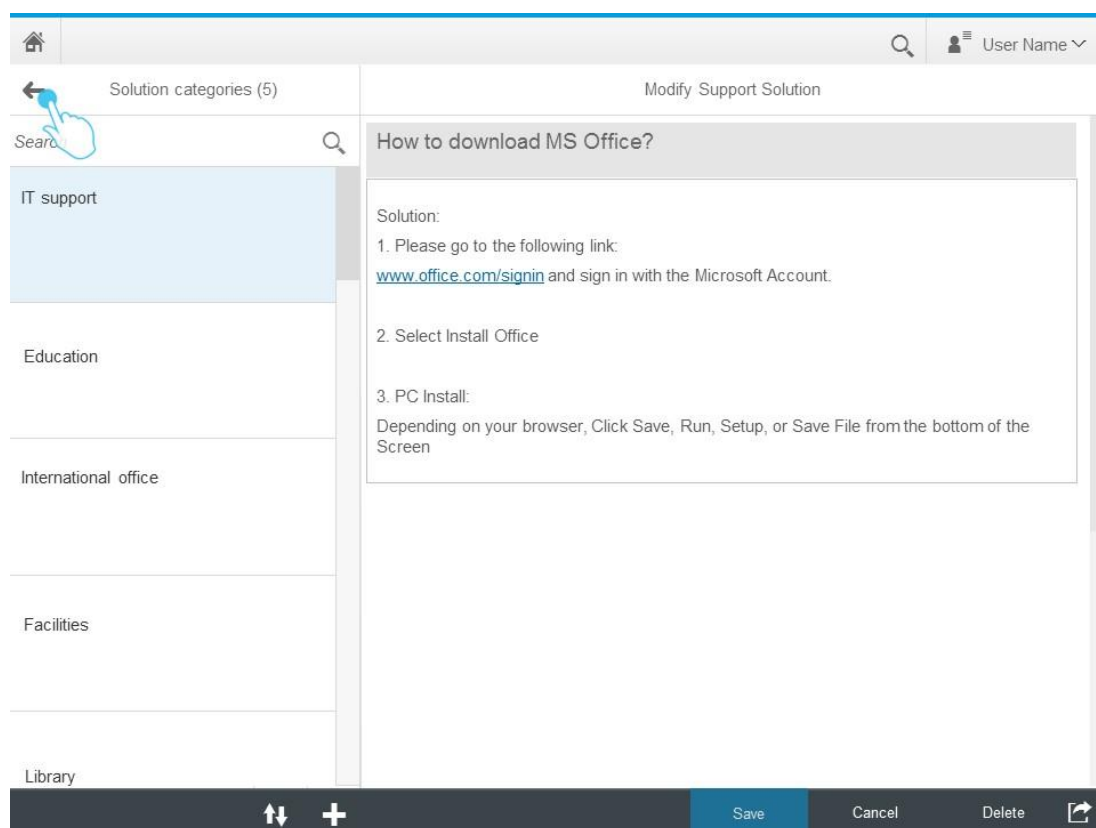 User Name
Solution categories (5)
Modify Support Solution
Search
How to download MS Office?
IT support
Solution:
1. Please go to the following link:
www.office.com/signin and sign in with the Microsoft Account.
2. Select Install Office
Education
3. PC Install:
Depending on your browser, Click Save, Run, Setup, or Save File from the bottom of the
Screen
International office
Facilities
Library
Save
Cancel
Delete